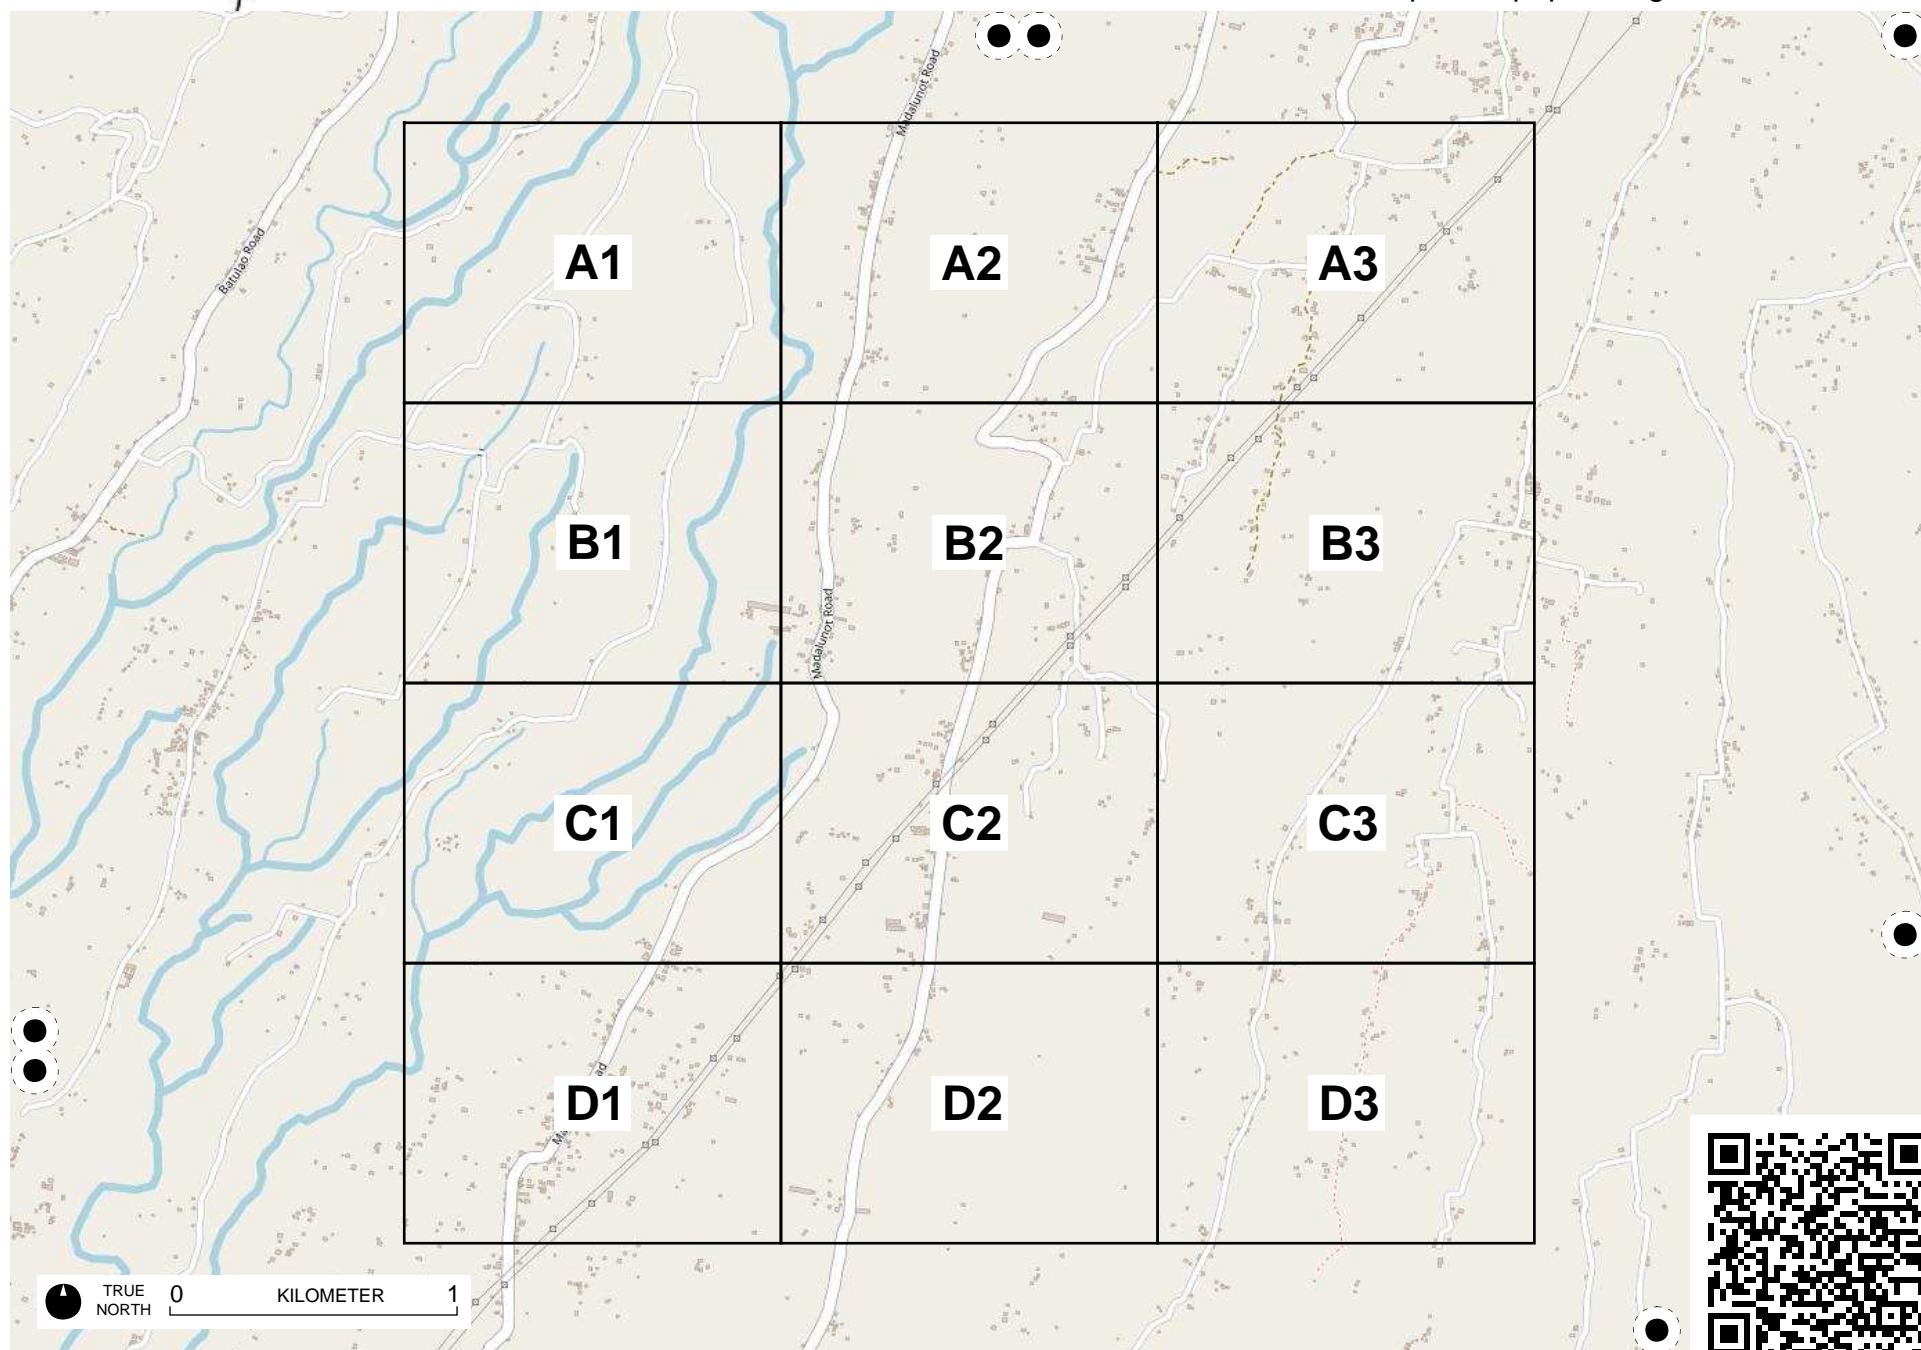 Madalunot Road
Batulao Road
A1
A2
A3
B1
B2
B3
Madalunot Road
C1
C2
C3
D1
D2
D3
TRUE
NORTH
0
KILOMETER
1